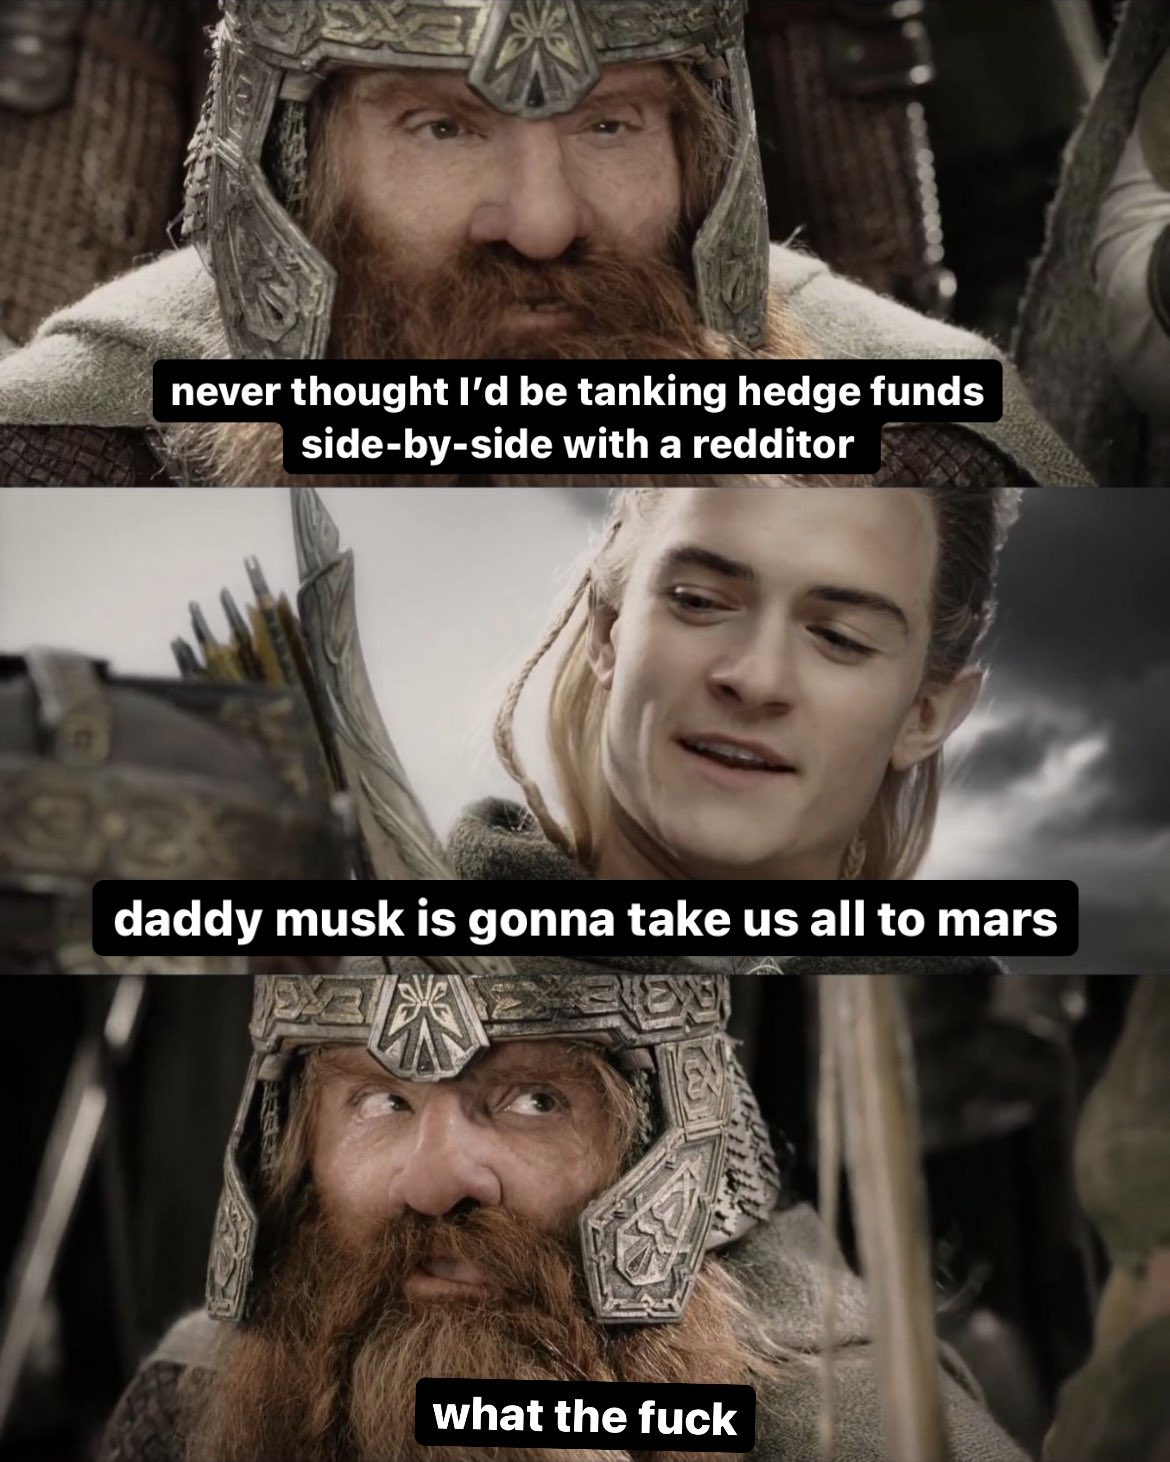 never thought I’d be tanking hedge funds
side-by-side with a redditor
daddy musk is gonna take us all to mars
what the fuck